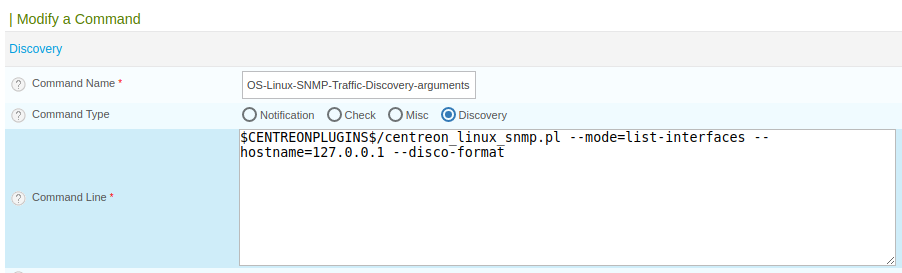 | Modify a Command
Discovery
? Command Name * OS-Linux-SNMP-Traffic-Discovery-arguments
? Command Type Notification Check Misc Discovery
$CENTREONPLUGINS$/centreon_linux_snmp.pl --mode=list-interfaces --
hostname=127.0.0.1 --disco-format
? Command Line *